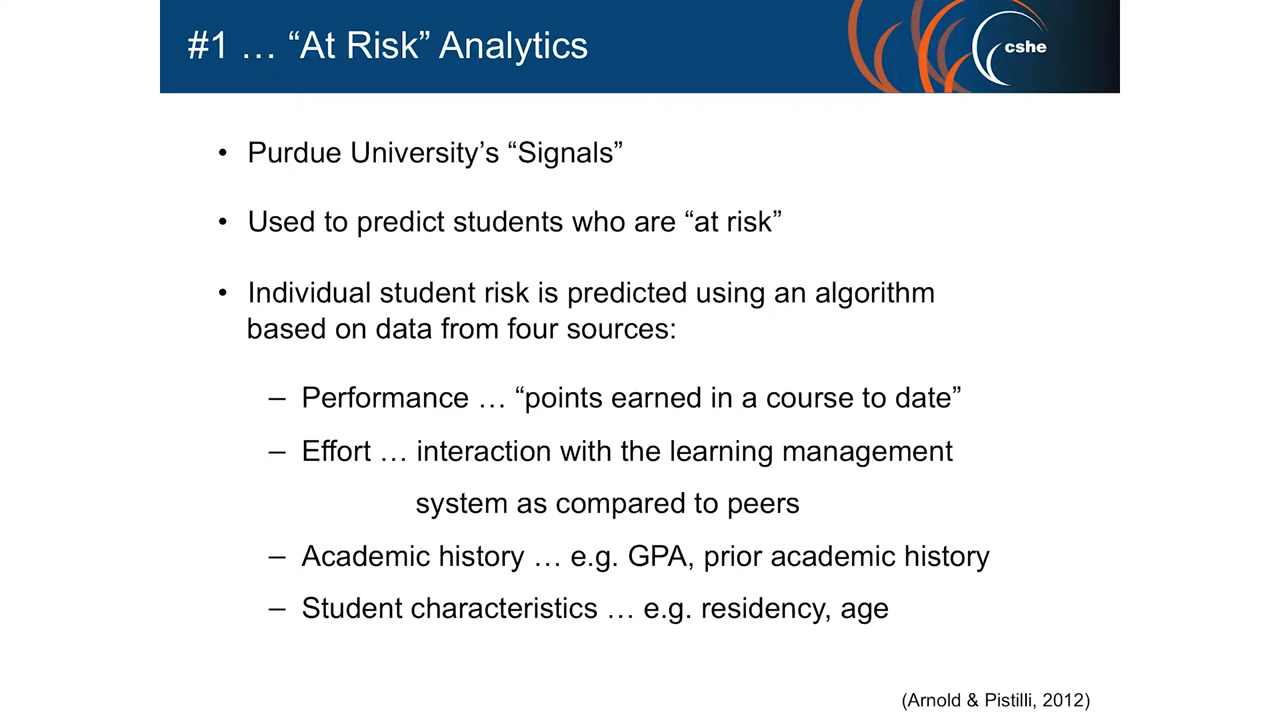 #1 … “At Risk” Analytics
cshe
• Purdue University’s “Signals”
• Used to predict students who are “at risk”
• Individual student risk is predicted using an algorithm
based on data from four sources:
– Performance … “points earned in a course to date”
– Effort … interaction with the learning management
system as compared to peers
– Academic history … e.g. GPA, prior academic history
– Student characteristics … e.g. residency, age
(Arnold & Pistilli, 2012)